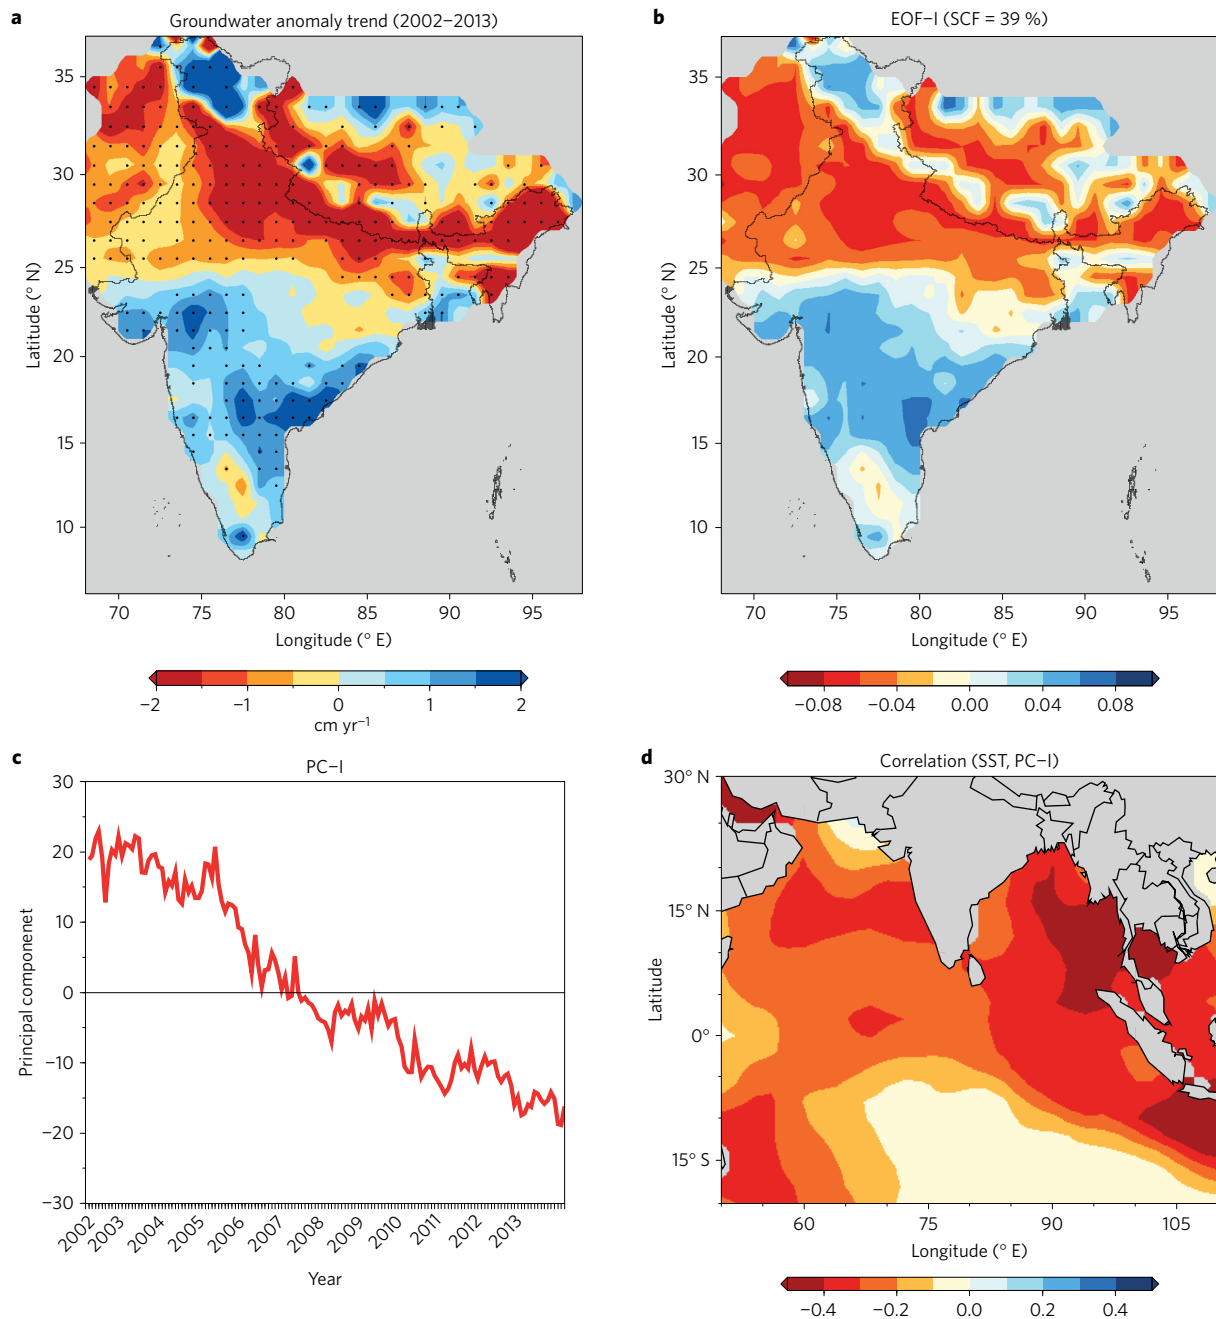 a
Groundwater anomaly trend (2002−2013)
35
30
25
20
15
10
Latitude (° N)
70 75 80 85 90 95
Longitude (° E)
−2 −1 0 1 2
cm yr−1
b
EOF−I (SCF = 39 %)
35
30
25
20
15
10
Latitude (° N)
70 75 80 85 90 95
Longitude (° E)
−0.08 −0.04 0.00 0.04 0.08
c
PC−I
30
20
10
0
−10
−20
−30
Principal componenet
2002 2003 2004 2005 2006 2007 2008 2009 2010 2011 2012 2013
Year
d
Correlation (SST, PC−I)
30° N
15° N
0°
15° S
Latitude
60 75 90 105
Longitude (° E)
−0.4 −0.2 0.0 0.2 0.4